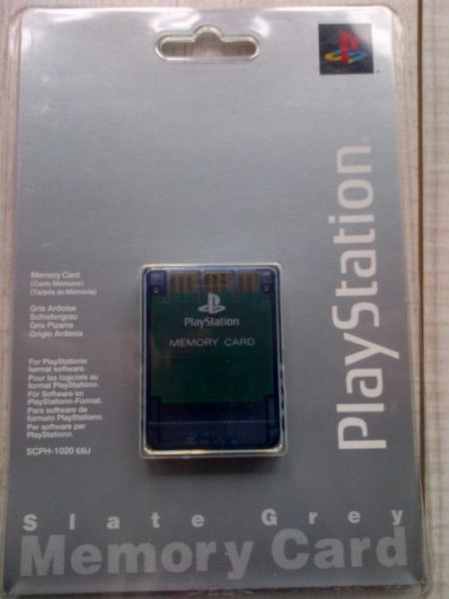 PlayStation®
Memory Card
(Carte Mémoire)
(Tarjeta de Memoria)
Gris Ardoise
Schiefergrau
Gris Pizarra
Grigio Ardesia
For PlayStation®
format software.
Pour les logiciels au
format PlayStation®.
Für Software im
PlayStation®-Format.
Para software de
formato PlayStation®.
Per software per
PlayStation®.
SCPH-1020 EBJ
PlayStation
MEMORY CARD
Slate Grey
Memory Card